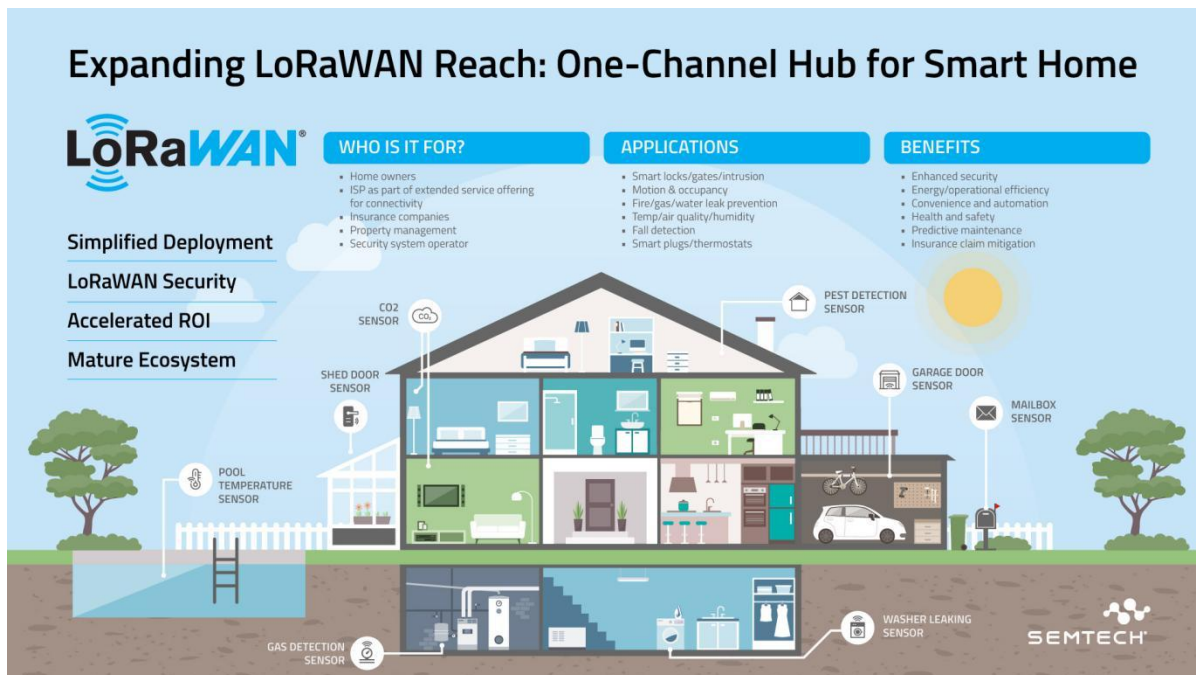 Expanding LoRaWAN Reach: One-Channel Hub for Smart Home
LoRaWAN®
Simplified Deployment
LoRaWAN Security
Accelerated ROI
Mature Ecosystem
WHO IS IT FOR?
• Home owners
• ISP as part of extended service offering
for connectivity
• Insurance companies
• Property management
• Security system operator
APPLICATIONS
• Smart locks/gates/intrusion
• Motion & occupancy
• Fire/gas/water leak prevention
• Temp/air quality/humidity
• Fall detection
• Smart plugs/thermostats
BENEFITS
• Enhanced security
• Energy/operational efficiency
• Convenience and automation
• Health and safety
• Predictive maintenance
• Insurance claim mitigation
CO2
SENSOR
CO₂
PEST DETECTION
SENSOR
SHED DOOR
SENSOR
GARAGE DOOR
SENSOR
MAILBOX
SENSOR
POOL
TEMPERATURE
SENSOR
GAS DETECTION
SENSOR
WASHER LEAKING
SENSOR
SEMTECH®